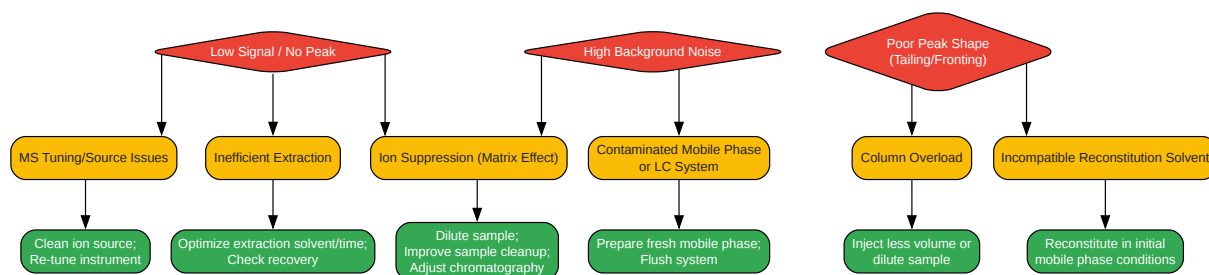 Low Signal / No Peak
High Background Noise
Poor Peak Shape
(Tailing/Fronting)
MS Tuning/Source Issues
Inefficient Extraction
Ion Suppression (Matrix Effect)
Contaminated Mobile Phase
or LC System
Column Overload
Incompatible Reconstitution Solvent
Clean ion source;
Re-tune instrument
Optimize extraction solvent/time;
Check recovery
Dilute sample;
Improve sample cleanup;
Adjust chromatography
Prepare fresh mobile phase;
Flush system
Inject less volume or
dilute sample
Reconstitute in initial
mobile phase conditions